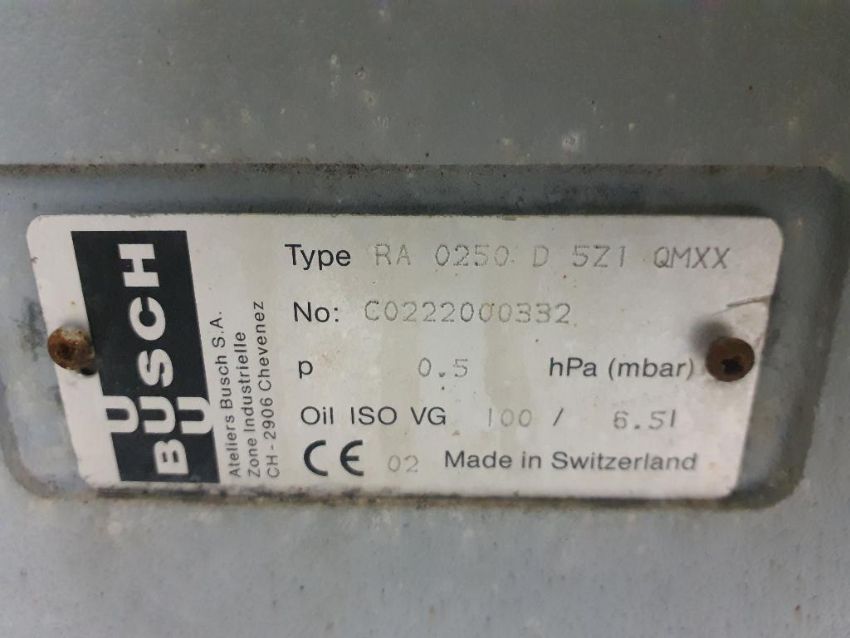 BUSCH
U U
Ateliers Busch S.A.
Zone Industrielle
CH - 2906 Chevenez
Type RA 0250 D 5Z1 QMXX
No: C0222000332
p 0.5 hPa (mbar)
Oil ISO VG 100 / 6.5l
CE 02 Made in Switzerland